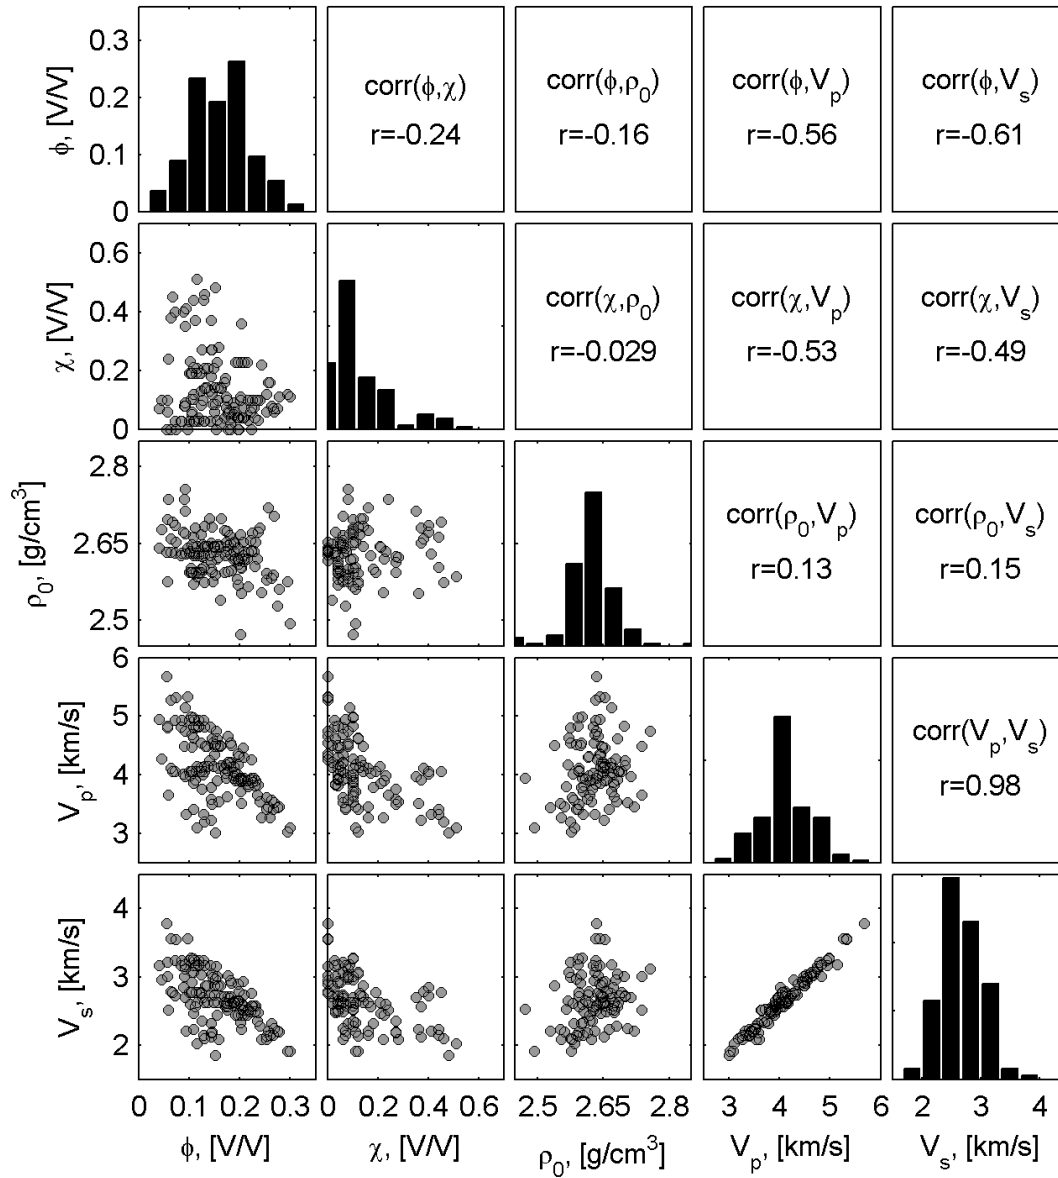 0.3
0.2
0.1
0
ϕ, [V/V]
corr(ϕ,χ)
r=-0.24
corr(ϕ,ρ₀)
r=-0.16
corr(ϕ,Vₚ)
r=-0.56
corr(ϕ,Vₛ)
r=-0.61
0.6
0.4
0.2
0
χ, [V/V]
corr(χ,ρ₀)
r=-0.029
corr(χ,Vₚ)
r=-0.53
corr(χ,Vₛ)
r=-0.49
2.8
2.65
2.5
ρ₀, [g/cm³]
corr(ρ₀,Vₚ)
r=0.13
corr(ρ₀,Vₛ)
r=0.15
6
5
4
3
Vₚ, [km/s]
corr(Vₚ,Vₛ)
r=0.98
4
3
2
Vₛ, [km/s]
0 0.1 0.2 0.3
0 0.2 0.4 0.6
2.5 2.65 2.8
3 4 5 6
2 3 4
ϕ, [V/V]
χ, [V/V]
ρ₀, [g/cm³]
Vₚ, [km/s]
Vₛ, [km/s]